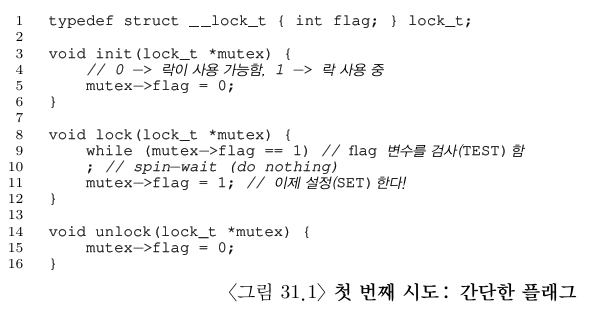 1 typedef struct __lock_t { int flag; } lock_t;
2
3 void init(lock_t *mutex) {
4 // 0 −> 락이 사용 가능함, 1 −> 락 사용 중
5 mutex−>flag = 0;
6 }
7
8 void lock(lock_t *mutex) {
9 while (mutex−>flag == 1) // flag 변수를 검사(TEST) 함
10 ; // spin−wait (do nothing)
11 mutex−>flag = 1; // 이제 설정(SET) 한다!
12 }
13
14 void unlock(lock_t *mutex) {
15 mutex−>flag = 0;
16 }
〈그림 31.1〉 첫 번째 시도: 간단한 플래그